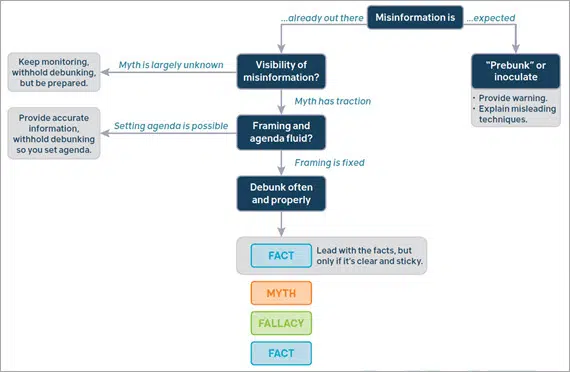 Misinformation is
...already out there
...expected
Keep monitoring,
withhold debunking,
but be prepared.
Myth is largely unknown
Visibility of
misinformation?
"Prebunk" or
inoculate
• Provide warning.
• Explain misleading
techniques.
Myth has traction
Provide accurate
information,
withhold debunking
so you set agenda.
Setting agenda is possible
Framing and
agenda fluid?
Framing is fixed
Debunk often
and properly
FACT
Lead with the facts, but
only if it's clear and sticky.
MYTH
FALLACY
FACT